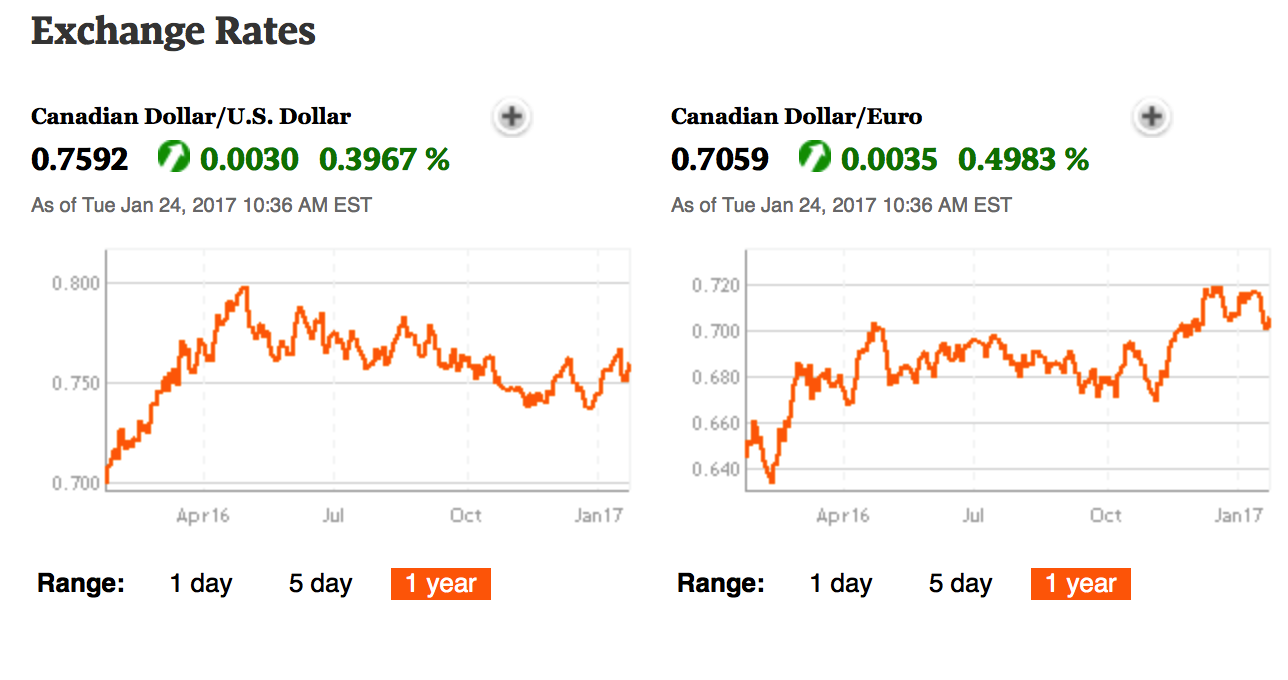 Exchange Rates
Canadian Dollar/U.S. Dollar
0.7592 0.0030 0.3967 %
As of Tue Jan 24, 2017 10:36 AM EST
0.800
0.750
0.700
Apr16 Jul Oct Jan17
Range: 1 day 5 day 1 year
Canadian Dollar/Euro
0.7059 0.0035 0.4983 %
As of Tue Jan 24, 2017 10:36 AM EST
0.720
0.700
0.680
0.660
0.640
Apr16 Jul Oct Jan17
Range: 1 day 5 day 1 year